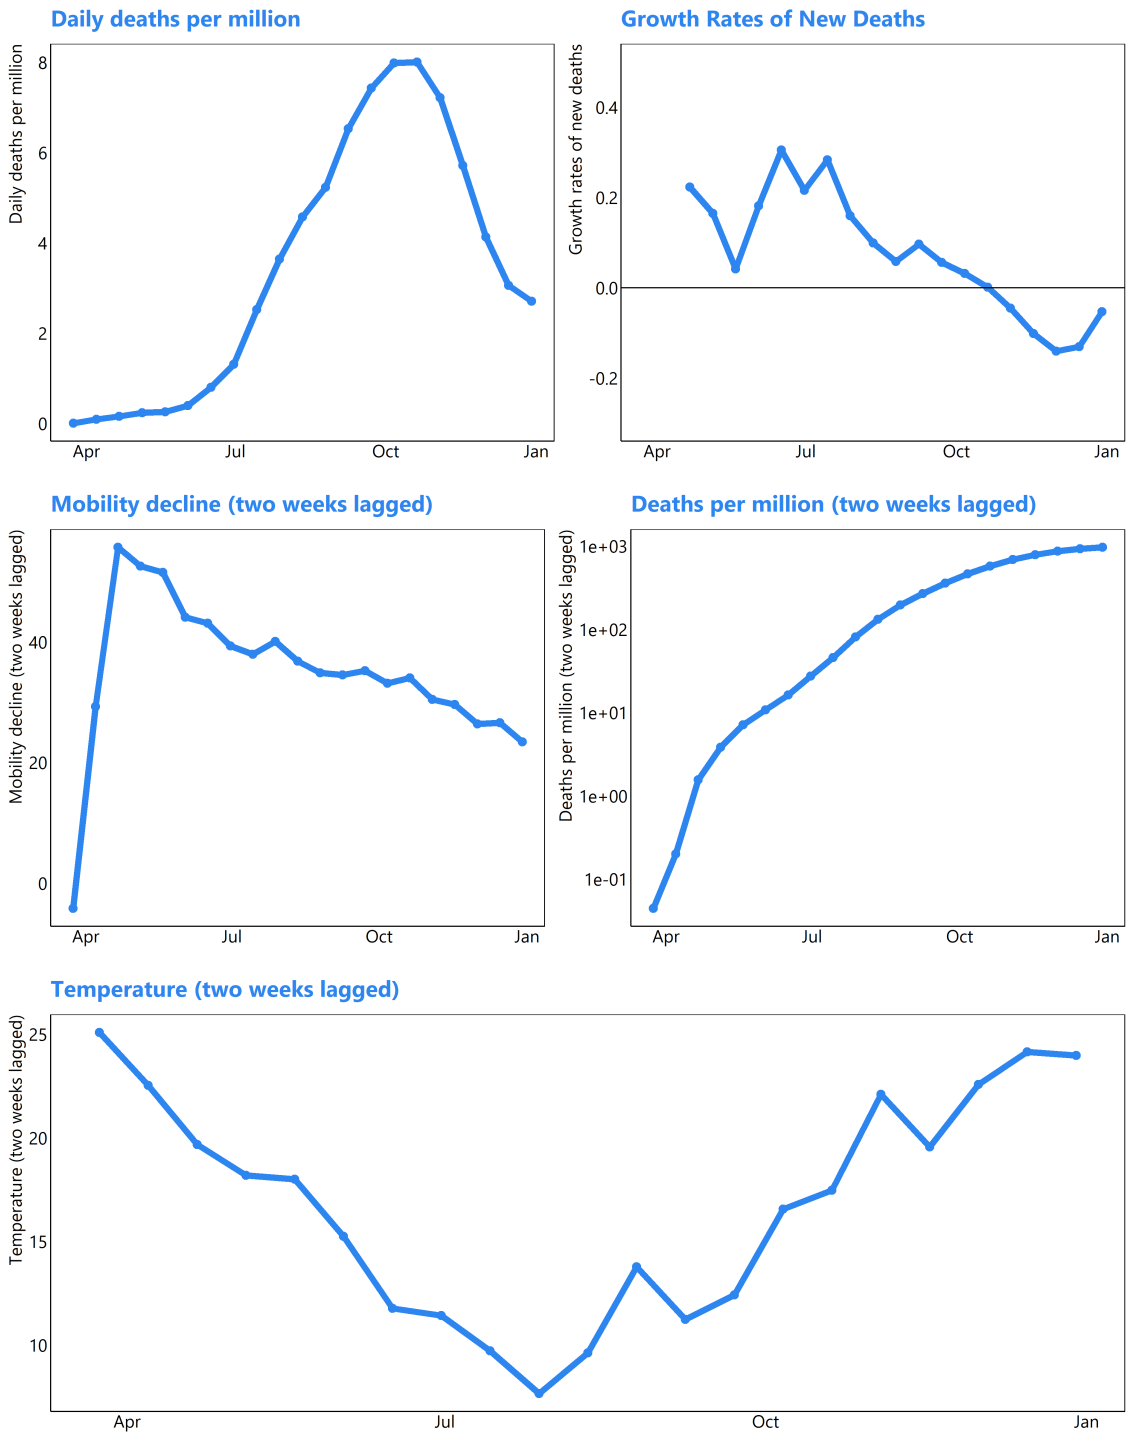 Daily deaths per million
Daily deaths per million
8
6
4
2
0
Apr Jul Oct Jan
Growth Rates of New Deaths
Growth rates of new deaths
0.4
0.2
0.0
-0.2
Apr Jul Oct Jan
Mobility decline (two weeks lagged)
Mobility decline (two weeks lagged)
40
20
0
Apr Jul Oct Jan
Deaths per million (two weeks lagged)
Deaths per million (two weeks lagged)
1e+03
1e+02
1e+01
1e+00
1e-01
Apr Jul Oct Jan
Temperature (two weeks lagged)
Temperature (two weeks lagged)
25
20
15
10
Apr Jul Oct Jan